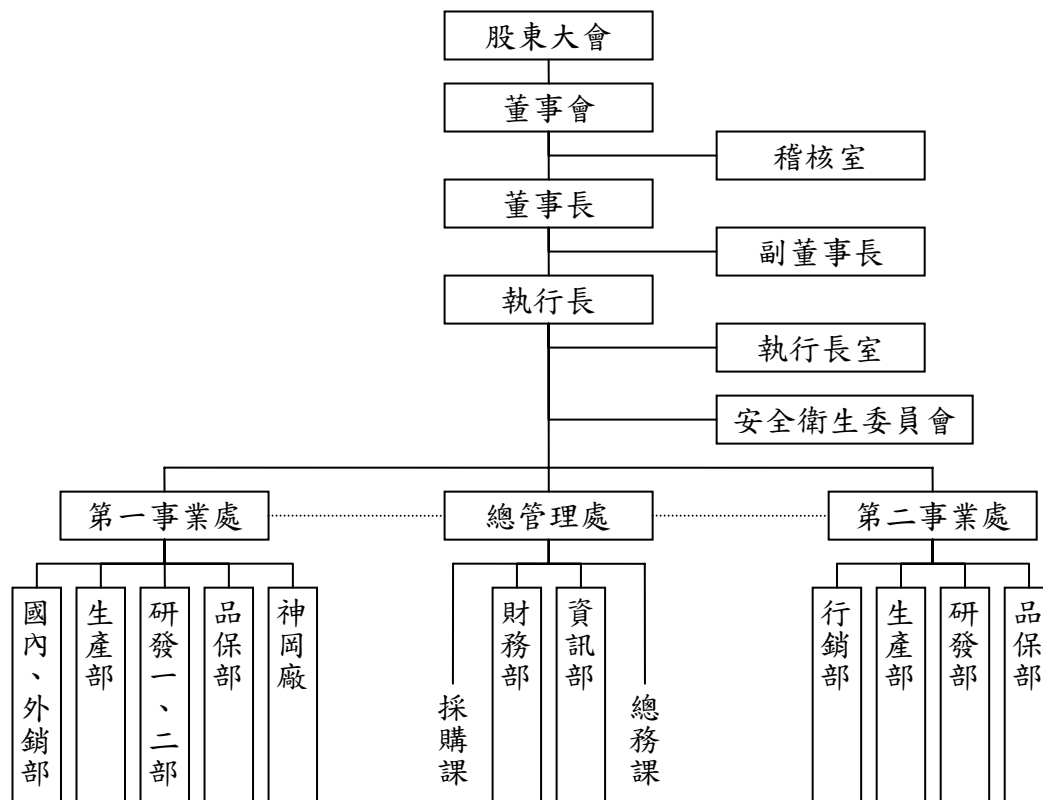 股東大會
董事會
稽核室
董事長
副董事長
執行長
執行長室
安全衛生委員會
第一事業處
總管理處
第二事業處
國內、外銷部
生產部
研發一、二部
品保部
神岡廠
採購課
財務部
資訊部
總務課
行銷部
生產部
研發部
品保部